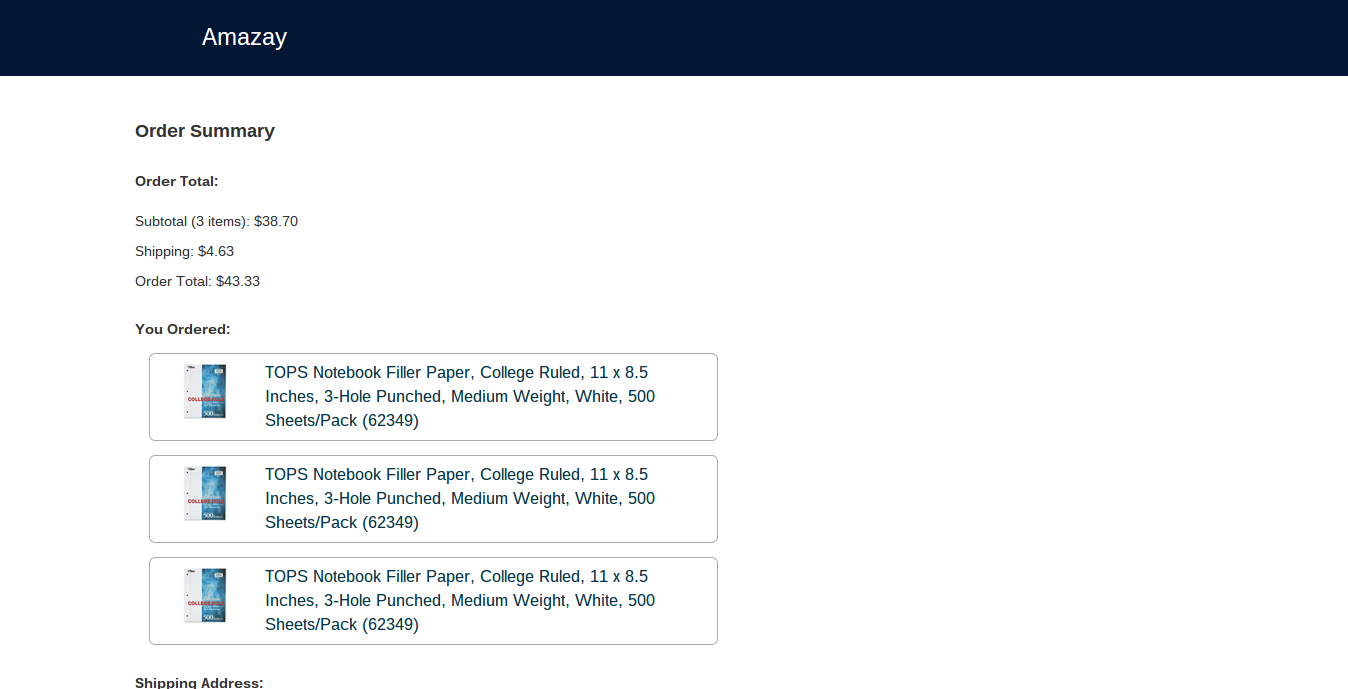 Amazay
Order Summary
Order Total:
Subtotal (3 items): $38.70
Shipping: $4.63
Order Total: $43.33
You Ordered:
TOPS Notebook Filler Paper, College Ruled, 11 x 8.5
Inches, 3-Hole Punched, Medium Weight, White, 500
Sheets/Pack (62349)
TOPS Notebook Filler Paper, College Ruled, 11 x 8.5
Inches, 3-Hole Punched, Medium Weight, White, 500
Sheets/Pack (62349)
TOPS Notebook Filler Paper, College Ruled, 11 x 8.5
Inches, 3-Hole Punched, Medium Weight, White, 500
Sheets/Pack (62349)
Shipping Address: